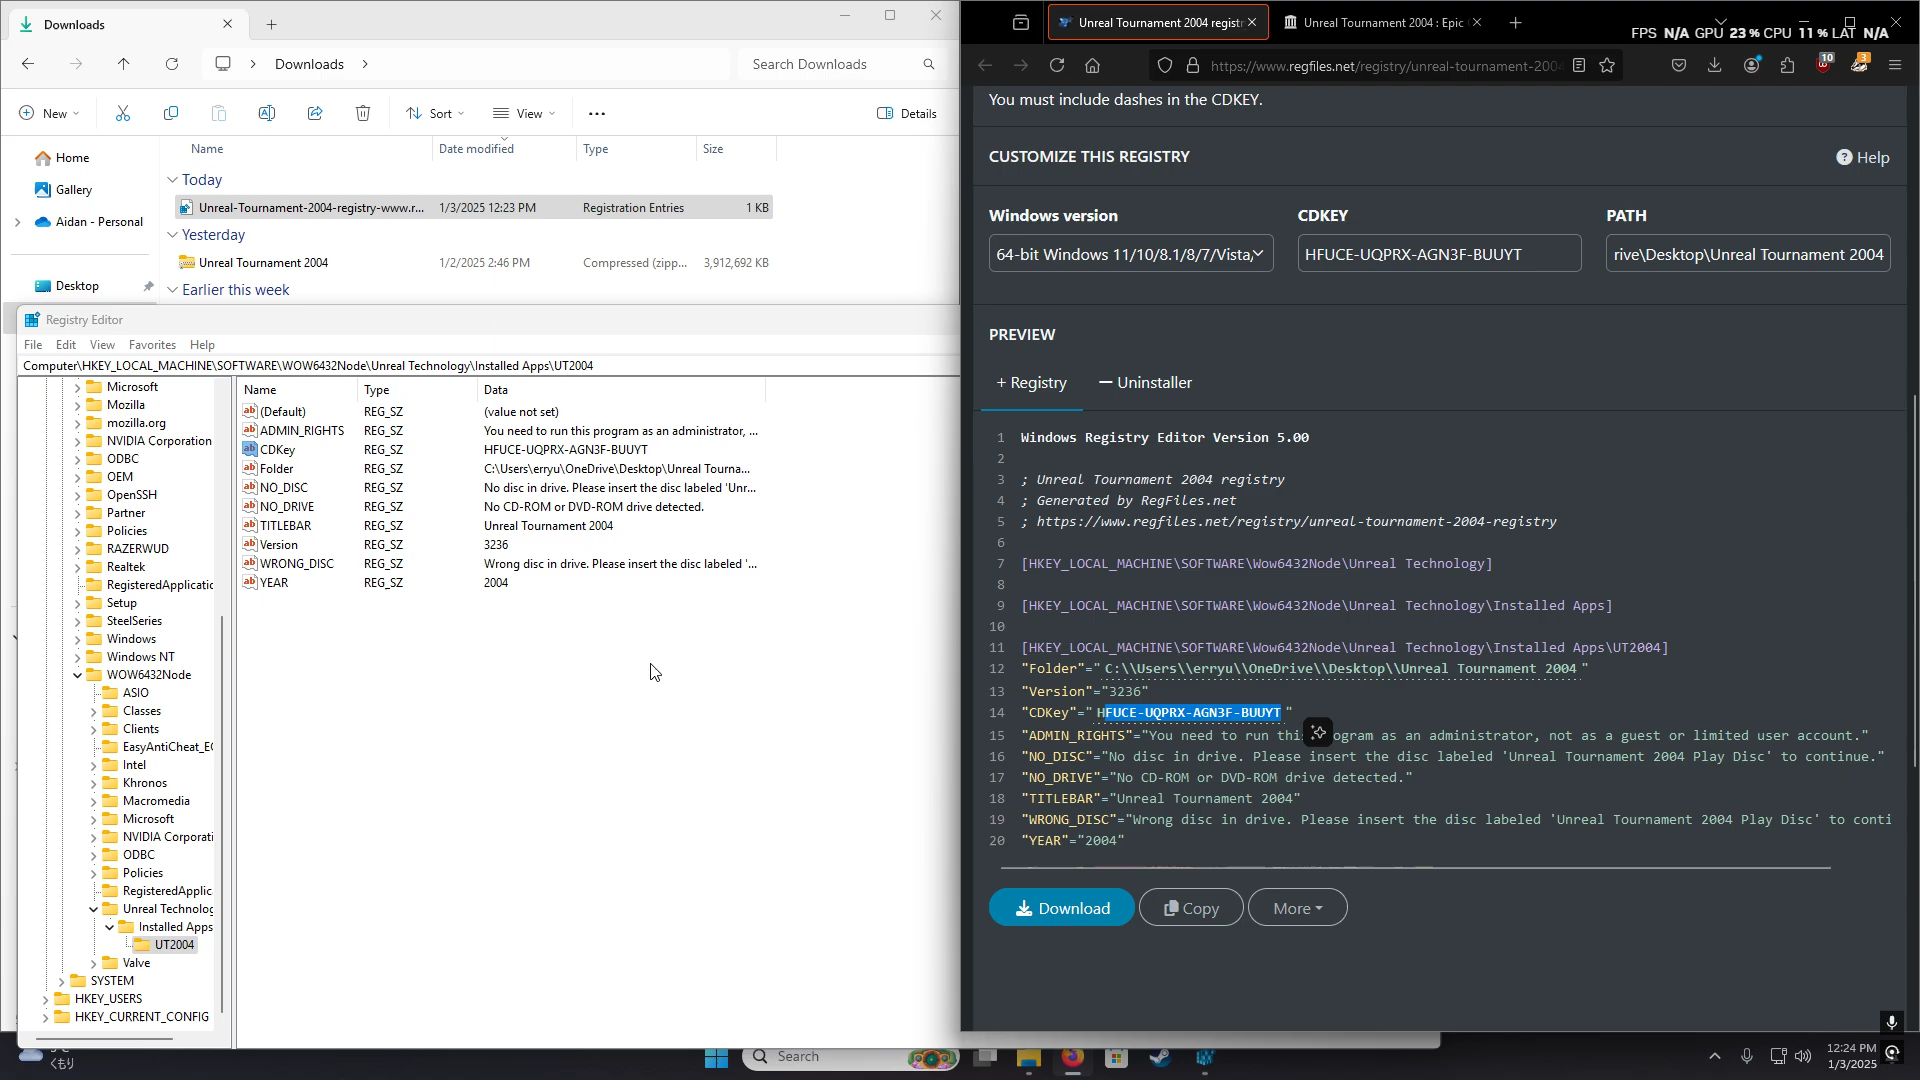 Downloads
Unreal Tournament 2004 registr
Unreal Tournament 2004 : Epic
FPS N/A GPU 23 % CPU 11 % LAT N/A
Downloads
Search Downloads
https://www.regfiles.net/registry/unreal-tournament-2004
10
3
New
Sort
View
Details
You must include dashes in the CDKEY.
Name
Date modified
Type
Size
Home
Gallery
Aidan - Personal
Desktop
Today
Unreal-Tournament-2004-registry-www.r...
1/3/2025 12:23 PM
Registration Entries
1 KB
Yesterday
Unreal Tournament 2004
1/2/2025 2:46 PM
Compressed (zipp...
3,912,692 KB
Earlier this week
CUSTOMIZE THIS REGISTRY
Help
Windows version
CDKEY
PATH
64-bit Windows 11/10/8.1/8/7/Vista/
HFUCE-UQPRX-AGN3F-BUUYT
rive\Desktop\Unreal Tournament 2004
Registry Editor
File Edit View Favorites Help
Computer\HKEY_LOCAL_MACHINE\SOFTWARE\WOW6432Node\Unreal Technology\Installed Apps\UT2004
Microsoft
Mozilla
mozilla.org
NVIDIA Corporation
ODBC
OEM
OpenSSH
Partner
Policies
RAZERWUD
Realtek
RegisteredApplicatio
Setup
SteelSeries
Windows
Windows NT
WOW6432Node
ASIO
Classes
Clients
EasyAntiCheat_EO
Intel
Khronos
Macromedia
Microsoft
NVIDIA Corporati
ODBC
Policies
RegisteredApplic
Unreal Technolog
Installed Apps
UT2004
Valve
SYSTEM
HKEY_USERS
HKEY_CURRENT_CONFIG
Name Type Data
(Default) REG_SZ (value not set)
ADMIN_RIGHTS REG_SZ You need to run this program as an administrator, ...
CDKey REG_SZ HFUCE-UQPRX-AGN3F-BUUYT
Folder REG_SZ C:\Users\erryu\OneDrive\Desktop\Unreal Tourna...
NO_DISC REG_SZ No disc in drive. Please insert the disc labeled 'Unr...
NO_DRIVE REG_SZ No CD-ROM or DVD-ROM drive detected.
TITLEBAR REG_SZ Unreal Tournament 2004
Version REG_SZ 3236
WRONG_DISC REG_SZ Wrong disc in drive. Please insert the disc labeled '...
YEAR REG_SZ 2004
PREVIEW
+ Registry
— Uninstaller
1 Windows Registry Editor Version 5.00
2
3 ; Unreal Tournament 2004 registry
4 ; Generated by RegFiles.net
5 ; https://www.regfiles.net/registry/unreal-tournament-2004-registry
6
7 [HKEY_LOCAL_MACHINE\SOFTWARE\Wow6432Node\Unreal Technology]
8
9 [HKEY_LOCAL_MACHINE\SOFTWARE\Wow6432Node\Unreal Technology\Installed Apps]
10
11 [HKEY_LOCAL_MACHINE\SOFTWARE\Wow6432Node\Unreal Technology\Installed Apps\UT2004]
12 "Folder"="C:\\Users\\erryu\\OneDrive\\Desktop\\Unreal Tournament 2004"
13 "Version"="3236"
14 "CDKey"="HFUCE-UQPRX-AGN3F-BUUYT"
15 "ADMIN_RIGHTS"="You need to run thi ogram as an administrator, not as a guest or limited user account."
16 "NO_DISC"="No disc in drive. Please insert the disc labeled 'Unreal Tournament 2004 Play Disc' to continue."
17 "NO_DRIVE"="No CD-ROM or DVD-ROM drive detected."
18 "TITLEBAR"="Unreal Tournament 2004"
19 "WRONG_DISC"="Wrong disc in drive. Please insert the disc labeled 'Unreal Tournament 2004 Play Disc' to conti
20 "YEAR"="2004"
Download
Copy
More
くもり
Search
12:24 PM
1/3/2025